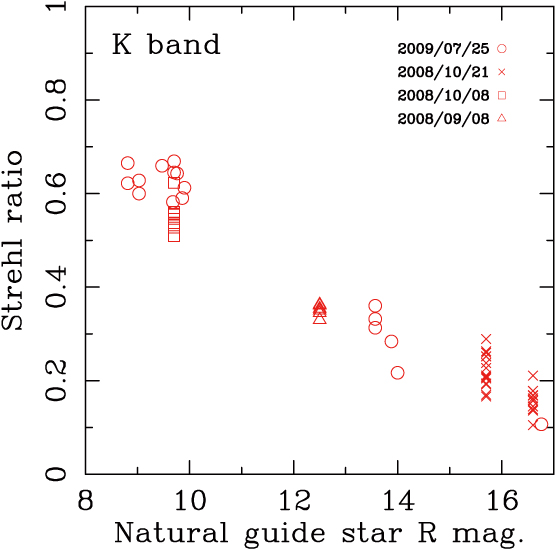 K band
2009/07/25
2008/10/21
2008/10/08
2008/09/08
Strehl ratio
1
0.8
0.6
0.4
0.2
0
8 10 12 14 16
Natural guide star R mag.